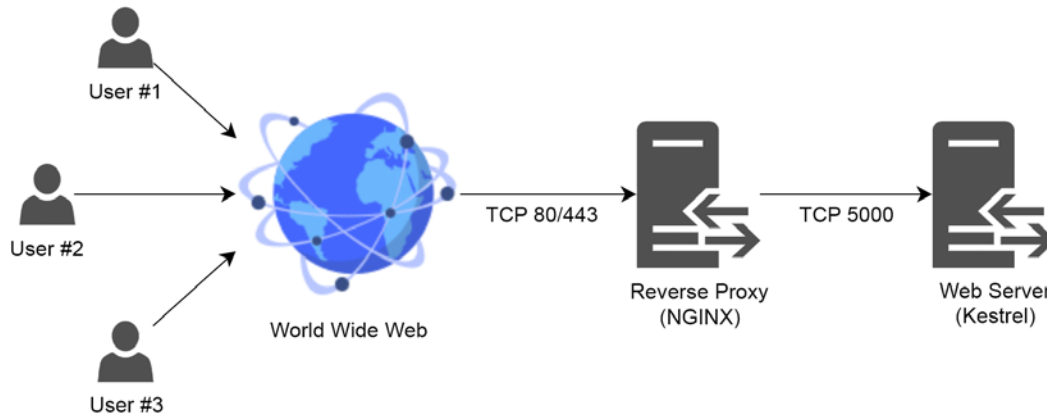 User #1
User #2
User #3
World Wide Web
TCP 80/443
Reverse Proxy
(NGINX)
TCP 5000
Web Server
(Kestrel)